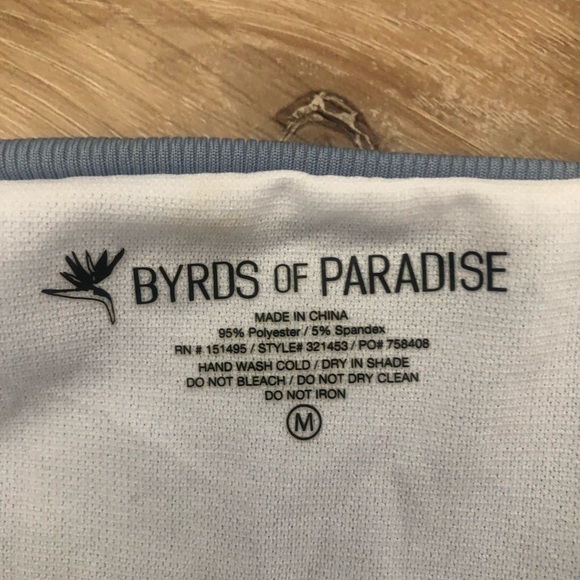 BYRDS OF PARADISE
MADE IN CHINA
95% Polyester / 5% Spandex
RN # 151495 / STYLE# 321453 / PO# 758408
HAND WASH COLD / DRY IN SHADE
DO NOT BLEACH / DO NOT DRY CLEAN
DO NOT IRON
M